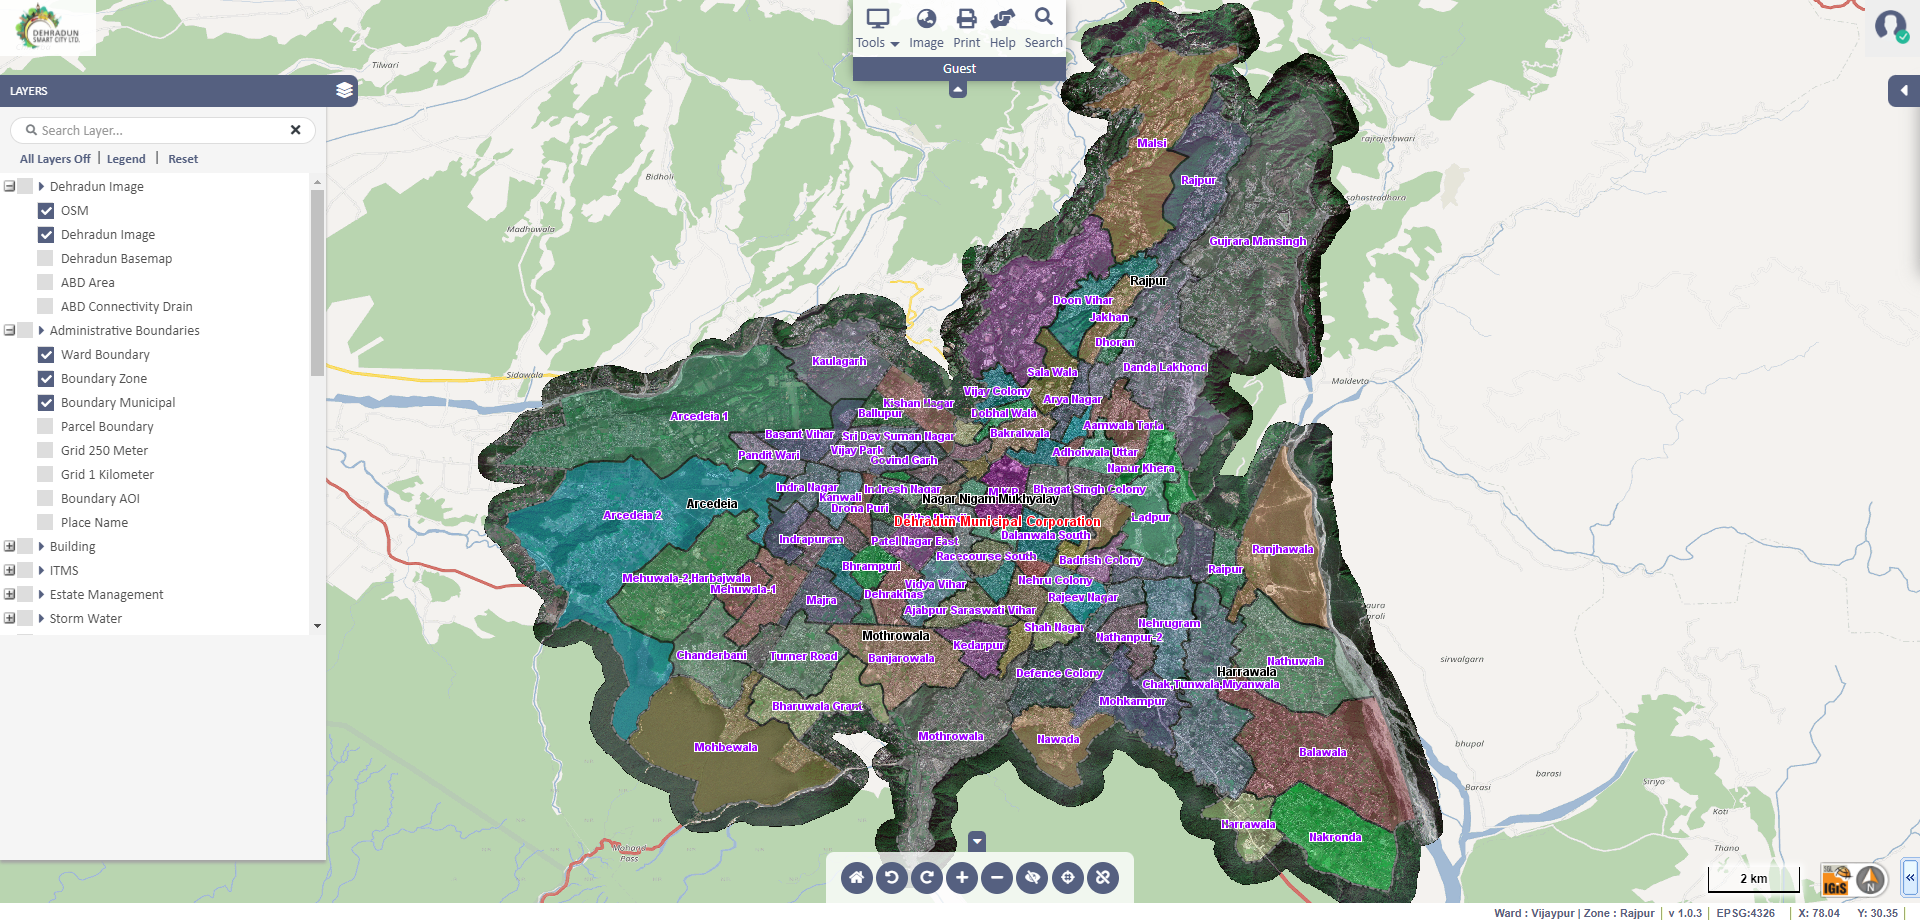 DEHRADUN
SMART CITY LTD.
Tools
Image
Print
Help
Search
Guest
LAYERS
Search Layer...
All Layers Off | Legend | Reset
Dehradun Image
OSM
Dehradun Image
Dehradun Basemap
ABD Area
ABD Connectivity Drain
Administrative Boundaries
Ward Boundary
Boundary Zone
Boundary Municipal
Parcel Boundary
Grid 250 Meter
Grid 1 Kilometer
Boundary AOI
Place Name
Building
ITMS
Estate Management
Storm Water
Tilwari
Bidholi
Madhuwala
Sidowala
Mohand
Pass
rajrajeshwari
sahastradhara
Maldevta
sirwalgarn
bhupal
barasi
Barasi
Siriyo
Koti
Thano
Malsi
Rajpur
Gujrara Mansingh
Rajpur
Doon Vihar
Jakhan
Dhoran
Danda Lakhond
Sala Wala
Kaulagarh
Vijay Colony
Arya Nagar
Kishan Nagar
Ballupur
Dobhal Wala
Arcedeia 1
Aamwala Tarla
Basant Vihar
Sri Dev Suman Nagar
Bakralwala
Vijay Park
Adhoiwala Uttar
Pandit Wari
Govind Garh
Indra Nagar
Indresh Nagar
Bhagat Singh Colony
Kanwali
Nagar Nigam Mukhyalay
Arcedeia
Drona Puri
Arcedeia 2
Dehradun Municipal Corporation
Ladpur
Dalanwala South
Indrapuram
Patel Nagar East
Racecourse South
Ranjhawala
Badrish Colony
Bhrampuri
Raipur
Mehuwala-2,Harbajwala
Mehuwala-1
Vidya Vihar
Nehru Colony
Dehrakhas
Majra
Rajeev Nagar
Ajabpur Saraswati Vihar
Shah Nagar
Nehrugram
Mothrowala
Nathanpur-2
Kedarpur
Chanderbani
Turner Road
Banjarowala
Nathuwala
Defence Colony
Harrawala
Chak,Tunwala,Miyanwala
Mohkampur
Bharuwala Grant
Mothrowala
Nawada
Mohbewala
Balawala
Harrawala
Nakronda
2 km
IGiS
N
Ward : Vijaypur | Zone : Rajpur | v 1.0.3 | EPSG:4326 | X: 78.04 Y: 30.35